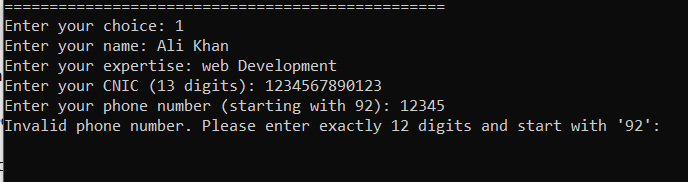 =================================================
Enter your choice: 1
Enter your name: Ali Khan
Enter your expertise: web Development
Enter your CNIC (13 digits): 1234567890123
Enter your phone number (starting with 92): 12345
Invalid phone number. Please enter exactly 12 digits and start with '92':